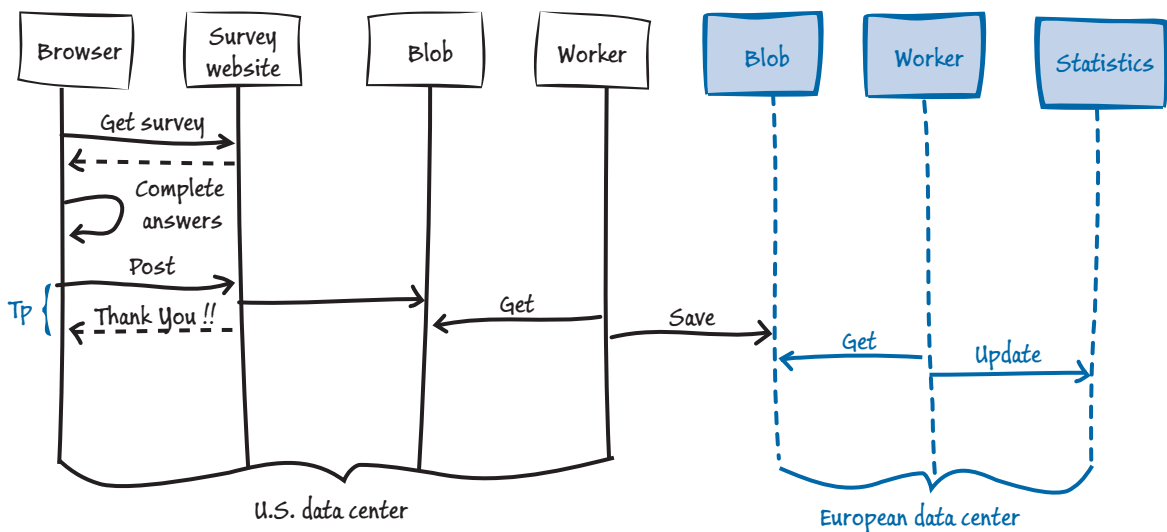 Browser
Survey
website
Blob
Worker
Blob
Worker
Statistics
Get survey
Complete
answers
Post
Tp
Thank You !!
Get
Save
Get
Update
U.S. data center
European data center